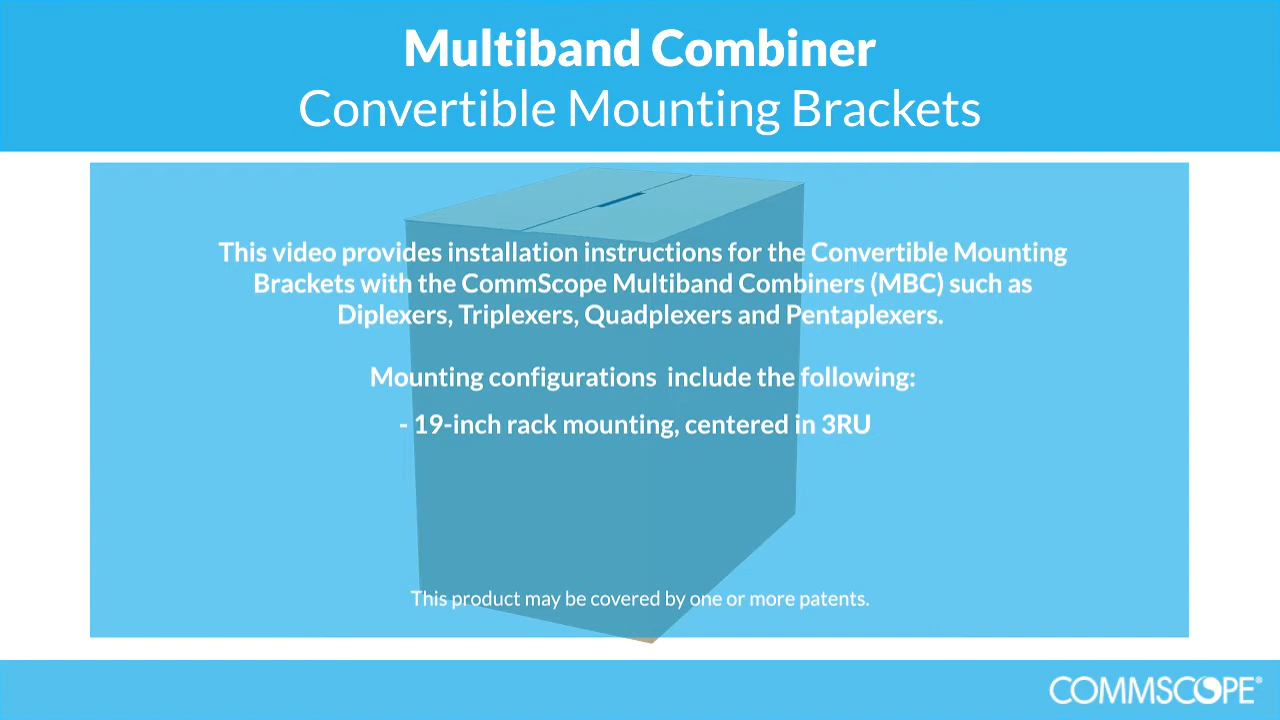 Multiband Combiner
Convertible Mounting Brackets
This video provides installation instructions for the Convertible Mounting
Brackets with the CommScope Multiband Combiners (MBC) such as
Diplexers, Triplexers, Quadplexers and Pentaplexers.
Mounting configurations include the following:
- 19-inch rack mounting, centered in 3RU
This product may be covered by one or more patents.
COMMSCOPE®